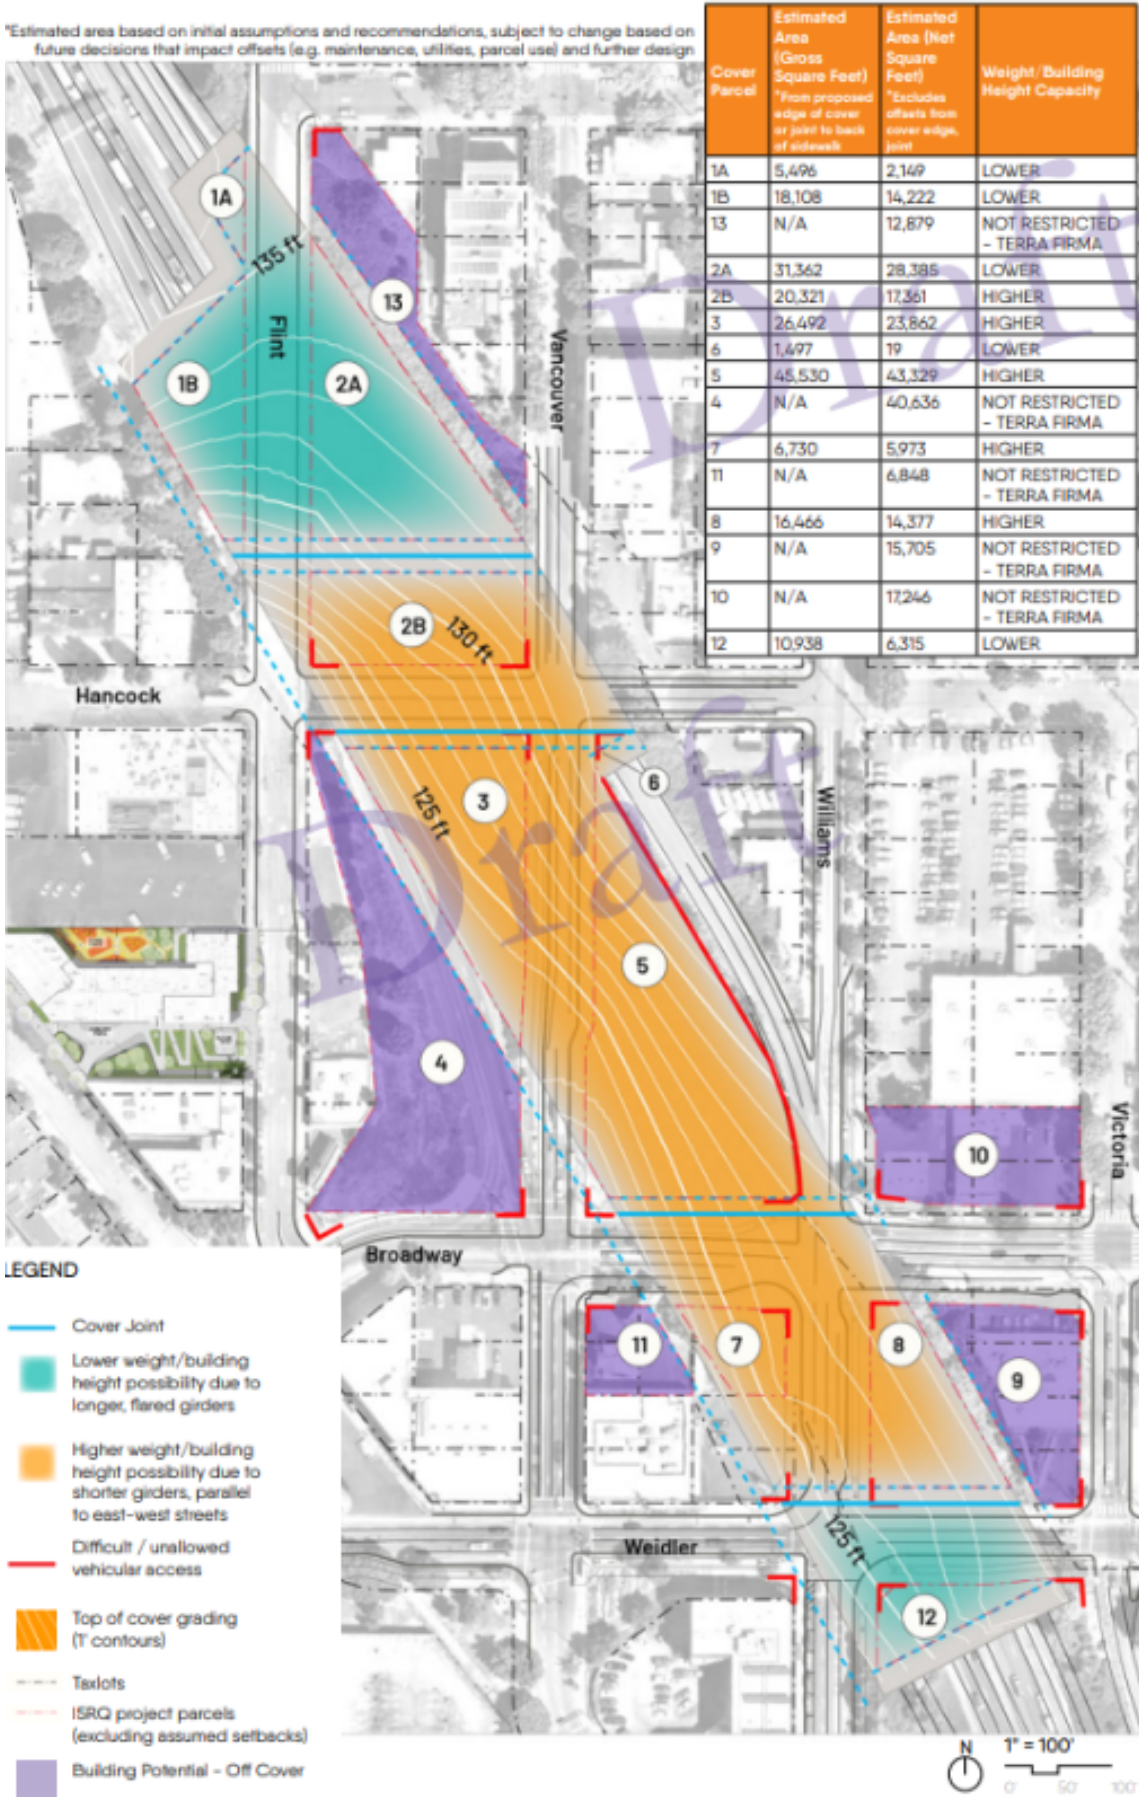 *Estimated area based on initial assumptions and recommendations, subject to change based on
future decisions that impact offsets (e.g. maintenance, utilities, parcel use) and further design
Cover Parcel | Estimated Area (Gross Square Feet) *From proposed edge of cover or joint to back of sidewalk | Estimated Area (Net Square Feet) *Excludes offsets from cover edge, joint | Weight/Building Height Capacity
1A 5,496 2,149 LOWER
1B 18,108 14,222 LOWER
13 N/A 12,879 NOT RESTRICTED
- TERRA FIRMA
2A 31,362 28,385 LOWER
2B 20,321 17,361 HIGHER
3 26,492 23,862 HIGHER
6 1,497 19 LOWER
5 45,530 43,329 HIGHER
4 N/A 40,636 NOT RESTRICTED
- TERRA FIRMA
7 6,730 5,973 HIGHER
11 N/A 6,848 NOT RESTRICTED
- TERRA FIRMA
8 16,466 14,377 HIGHER
9 N/A 15,705 NOT RESTRICTED
- TERRA FIRMA
10 N/A 17,246 NOT RESTRICTED
- TERRA FIRMA
12 10,938 6,315 LOWER
Draft
1A
135 ft
13
Flint
Vancouver
1B
2A
2B
130 ft
Hancock
Draft
6
3
125 ft
Williams
5
4
10
Victoria
Broadway
11
7
8
9
125 ft
Weidler
12
LEGEND
Cover Joint
Lower weight/building
height possibility due to
longer, flared girders
Higher weight/building
height possibility due to
shorter girders, parallel
to east-west streets
Difficult / unallowed
vehicular access
Top of cover grading
(1' contours)
Taxlots
ISRQ project parcels
(excluding assumed setbacks)
Building Potential - Off Cover
N
1" = 100'
0' 50' 100'